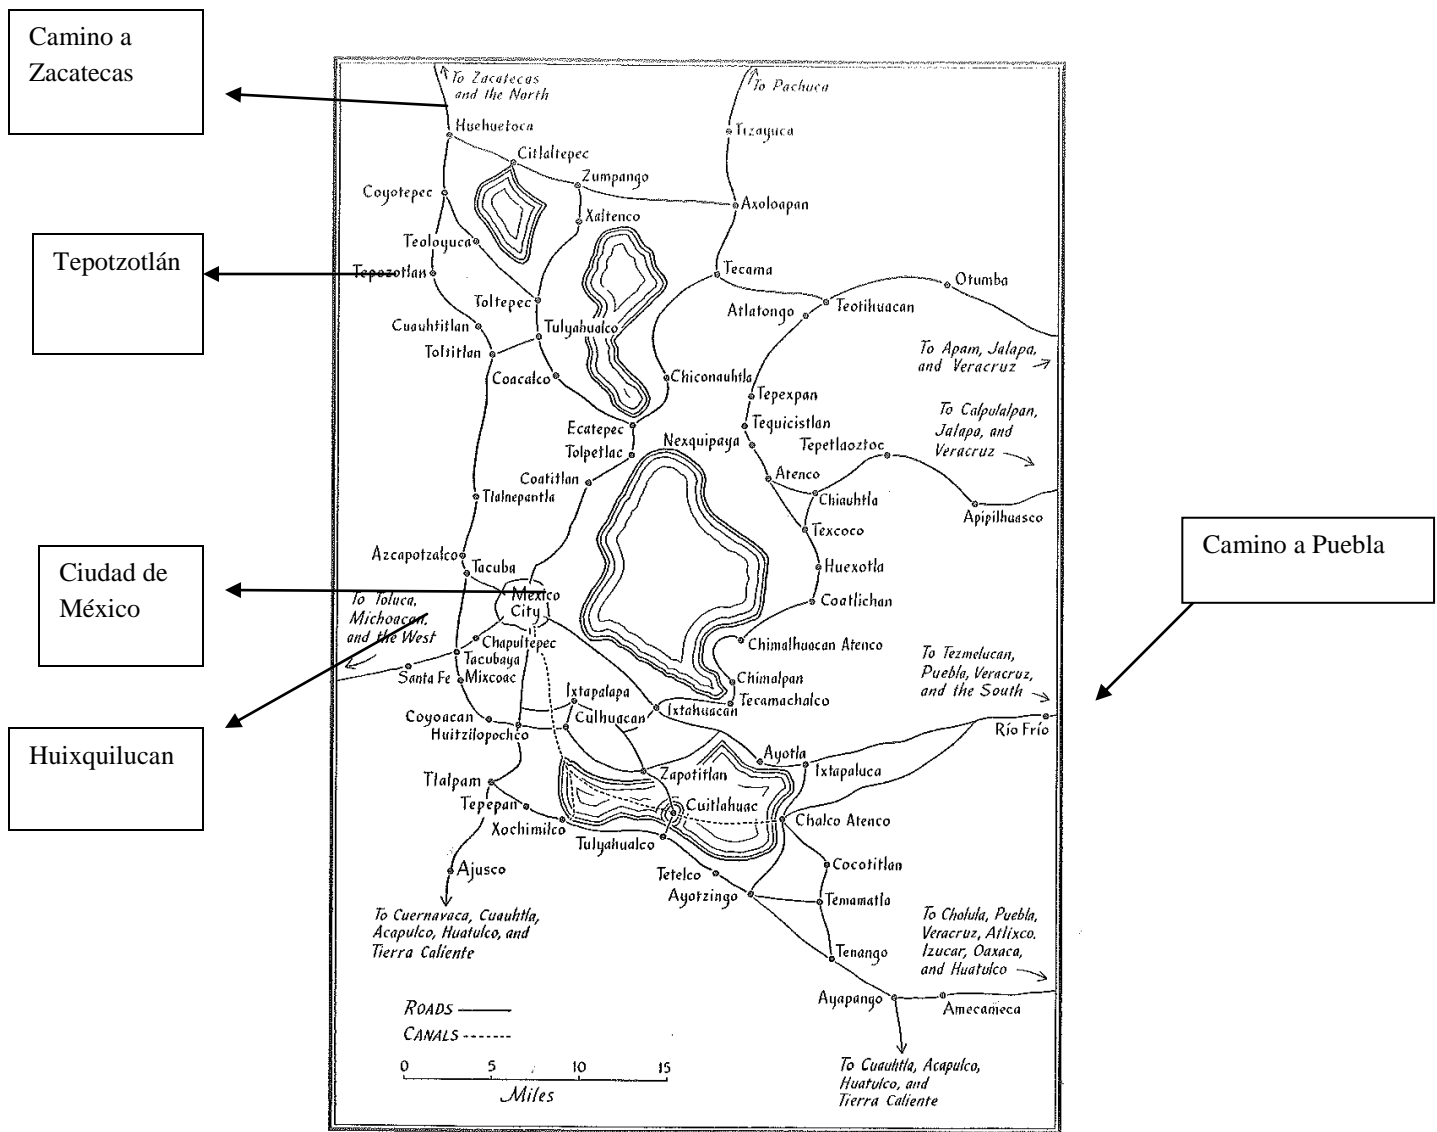 Camino a
Zacatecas
To Zacatecas
and the North
To Pachuca
Huehuetoca
Tizayuca
Citlaltepec
Zumpango
Coyotepec
Axoloapan
Xaltenco
Teoloyuca
Tepotzotlán
Tepozotlan
Tecama
Otumba
Toltepec
Atlatongo
Teotihuacan
Cuauhtitlan
Tulyahualco
Toltitlan
To Apam, Jalapa,
and Veracruz
Coacalco
Chiconauhtla
Tepexpan
To Calpulalpan,
Jalapa, and
Veracruz
Ecatepec
Tequicistlan
Nexquipaya
Tepetlaoztoc
Tolpetlac
Coatitlan
Atenco
Tlalnepantla
Chiauhtla
Apipilhuasco
Texcoco
Camino a Puebla
Azcapotzalco
Tacuba
Huexotla
Ciudad de
México
Mexico
City
To Toluca,
Michoacan,
and the West
Coatlichan
Chapultepec
Chimalhuacan Atenco
Tacubaya
To Tezmelucan,
Puebla, Veracruz,
and the South
Santa Fe
Mixcoac
Chimalpan
Ixtapalapa
Tecamachalco
Ixtahuacan
Coyoacan
Culhuacan
Huitzilopochco
Río Frío
Huixquilucan
Ayotla
Ixtapaluca
Zapotitlan
Tlalpam
Tepepan
Cuitlahuac
Xochimilco
Chalco Atenco
Tulyahualco
Cocotitlan
Ajusco
Tetelco
Ayotzingo
Temamatla
To Cuernavaca, Cuauhtla,
Acapulco, Huatulco, and
Tierra Caliente
To Cholula, Puebla,
Veracruz, Atlixco,
Izucar, Oaxaca,
and Huatulco
Tenango
Ayapango
Amecameca
ROADS
CANALS
0 5 10 15
Miles
To Cuauhtla, Acapulco,
Huatulco, and
Tierra Caliente